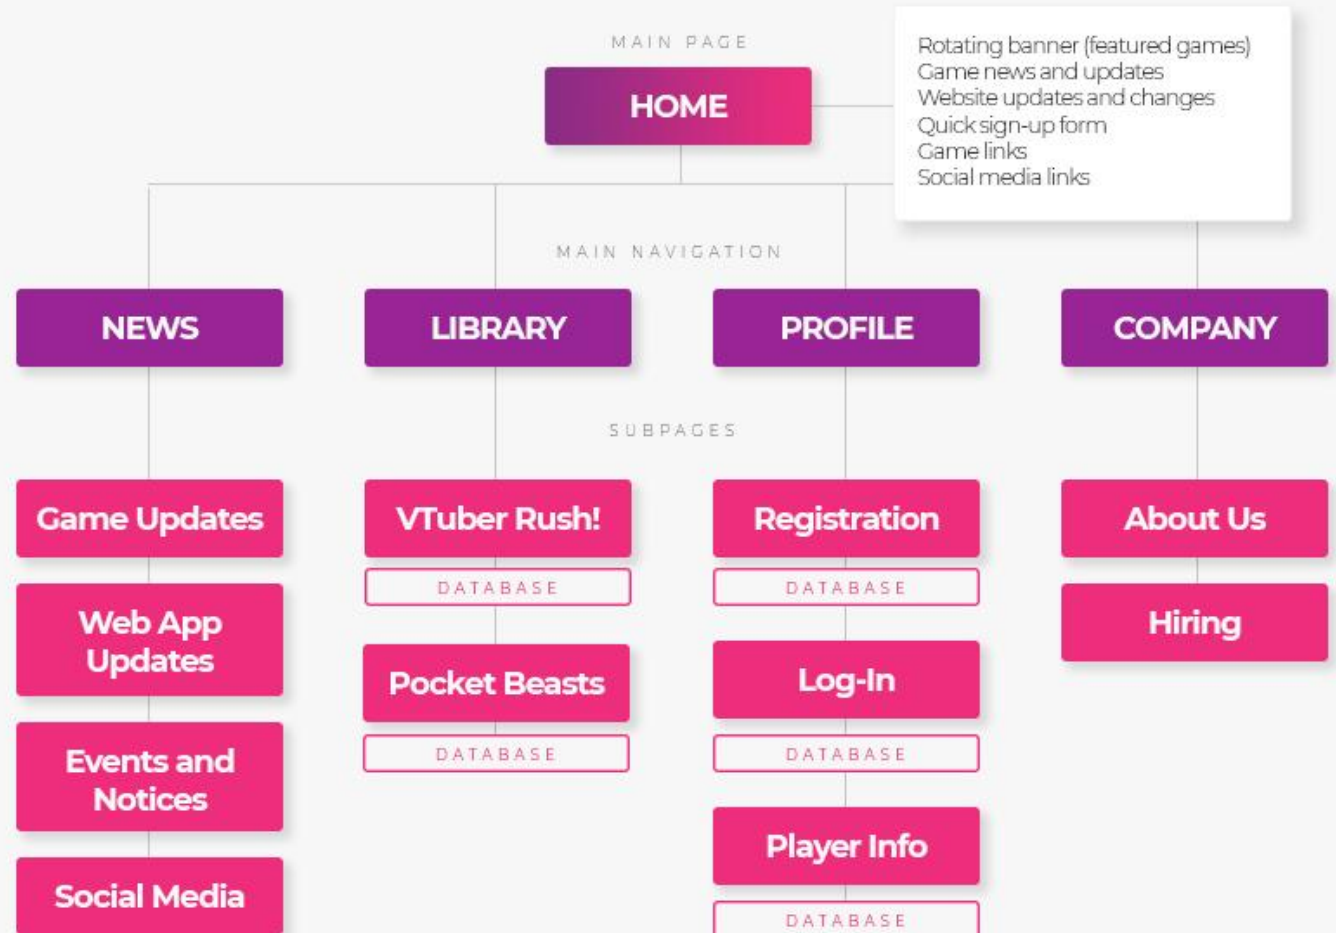 MAIN PAGE
HOME
Rotating banner (featured games)
Game news and updates
Website updates and changes
Quick sign-up form
Game links
Social media links
MAIN NAVIGATION
NEWS
LIBRARY
PROFILE
COMPANY
SUBPAGES
Game Updates
VTuber Rush!
Registration
About Us
DATABASE
DATABASE
Web App
Updates
Hiring
Pocket Beasts
Log-In
DATABASE
DATABASE
Events and
Notices
Player Info
Social Media
DATABASE